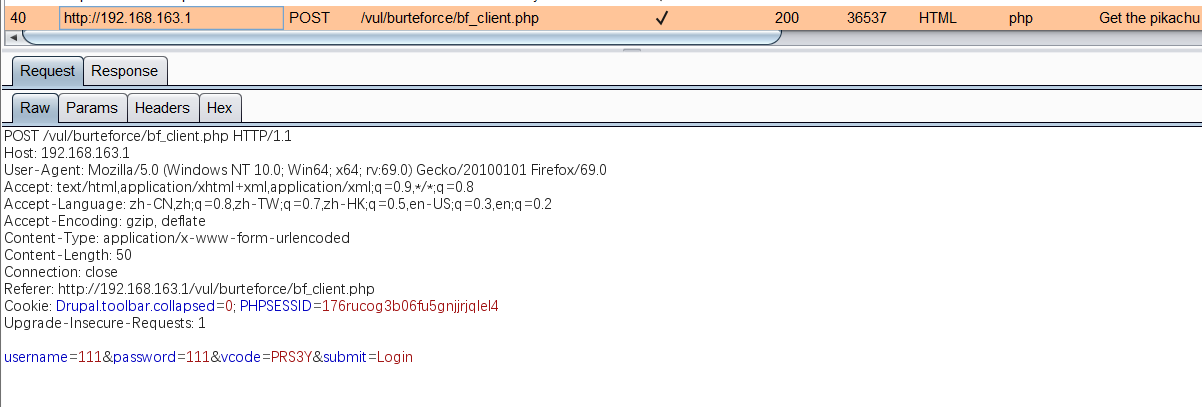 40 http://192.168.163.1 POST /vul/burteforce/bf_client.php ✓ 200 36537 HTML php Get the pikachu
Request Response
Raw Params Headers Hex
POST /vul/burteforce/bf_client.php HTTP/1.1
Host: 192.168.163.1
User-Agent: Mozilla/5.0 (Windows NT 10.0; Win64; x64; rv:69.0) Gecko/20100101 Firefox/69.0
Accept: text/html,application/xhtml+xml,application/xml;q=0.9,*/*;q=0.8
Accept-Language: zh-CN,zh;q=0.8,zh-TW;q=0.7,zh-HK;q=0.5,en-US;q=0.3,en;q=0.2
Accept-Encoding: gzip, deflate
Content-Type: application/x-www-form-urlencoded
Content-Length: 50
Connection: close
Referer: http://192.168.163.1/vul/burteforce/bf_client.php
Cookie: Drupal.toolbar.collapsed=0; PHPSESSID=176rucog3b06fu5gnjjrjqlel4
Upgrade-Insecure-Requests: 1
username=111&password=111&vcode=PRS3Y&submit=Login